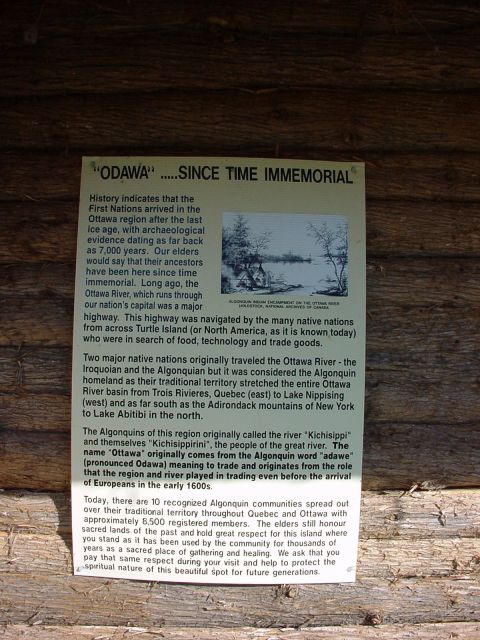 "ODAWA" .....SINCE TIME IMMEMORIAL
History indicates that the
First Nations arrived in the
Ottawa region after the last
ice age, with archaeological
evidence dating as far back
as 7,000 years. Our elders
would say that their ancestors
have been here since time
immemorial. Long ago, the
Ottawa River, which runs through
our nation's capital was a major
ALGONQUIN INDIAN ENCAMPMENT ON THE OTTAWA RIVER
WOODSTOCK, NATIONAL ARCHIVES OF CANADA
highway. This highway was navigated by the many native nations
from across Turtle Island (or North America, as it is known today)
who were in search of food, technology and trade goods.
Two major native nations originally traveled the Ottawa River - the
Iroquoian and the Algonquian but it was considered the Algonquin
homeland as their traditional territory stretched the entire Ottawa
River basin from Trois Rivieres, Quebec (east) to Lake Nippising
(west) and as far south as the Adirondack mountains of New York
to Lake Abitibi in the north.
The Algonquins of this region originally called the river "Kichisippi"
and themselves "Kichisippirini", the people of the great river. The
name "Ottawa" originally comes from the Algonquin word "adawe"
(pronounced Odawa) meaning to trade and originates from the role
that the region and river played in trading even before the arrival
of Europeans in the early 1600s.
Today, there are 10 recognized Algonquin communities spread out
over their traditional territory throughout Quebec and Ottawa with
approximately 8,500 registered members. The elders still honour
sacred lands of the past and hold great respect for this island where
you stand as it has been used by the community for thousands of
years as a sacred place of gathering and healing. We ask that you
pay that same respect during your visit and help to protect the
spiritual nature of this beautiful spot for future generations.